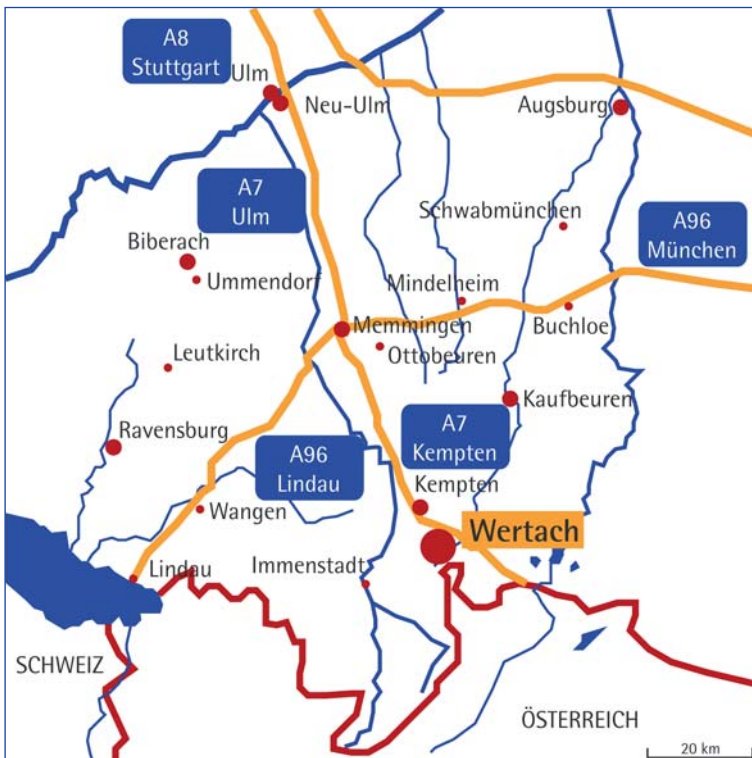 A8
Stuttgart
Ulm
Neu-Ulm
Augsburg
A7
Ulm
Schwabmünchen
A96
München
Biberach
Ummendorf
Mindelheim
Memmingen
Buchloe
Ottobeuren
Leutkirch
Kaufbeuren
Ravensburg
A7
Kempten
A96
Lindau
Kempten
Wangen
Wertach
Lindau
Immenstadt
SCHWEIZ
ÖSTERREICH
20 km